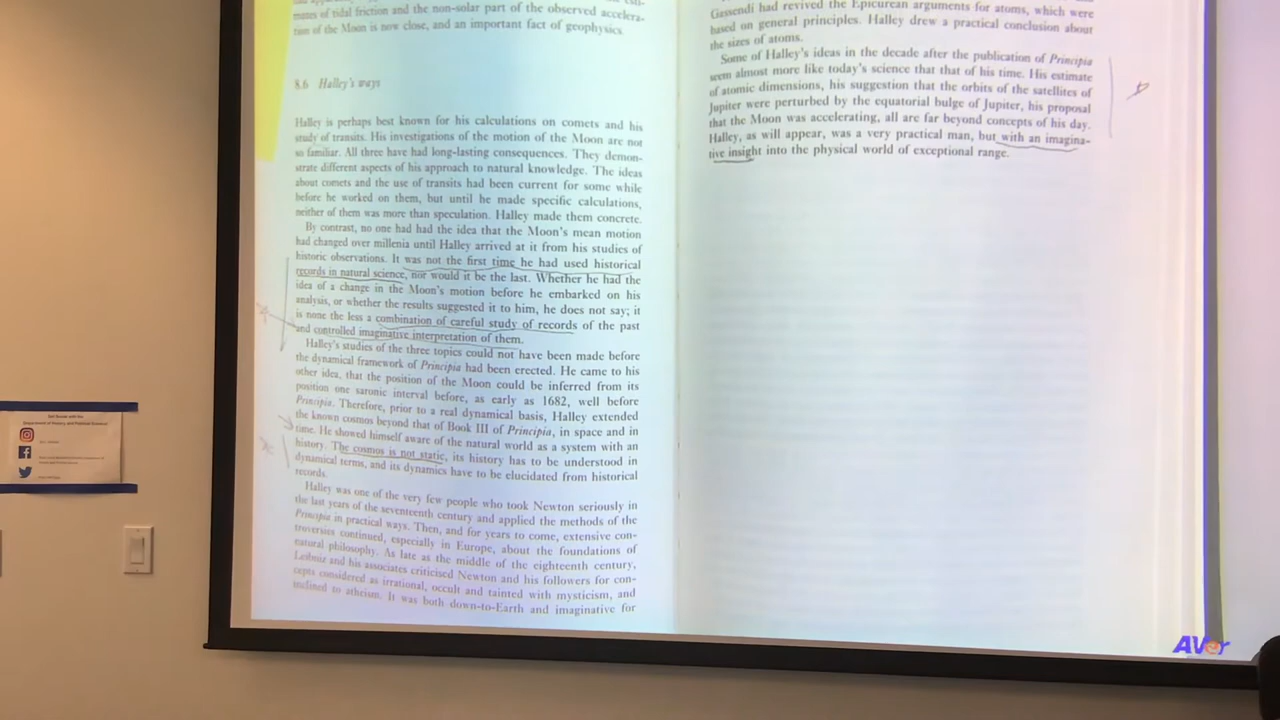 mates of tidal friction and the non-solar part of the observed accelera-
tion of the Moon is now close, and an important fact of geophysics.
8.6 Halley's ways
Halley is perhaps best known for his calculations on comets and his
study of transits. His investigations of the motion of the Moon are not
so familiar. All three have had long-lasting consequences. They demon-
strate different aspects of his approach to natural knowledge. The ideas
about comets and the use of transits had been current for some while
before he worked on them, but until he made specific calculations,
neither of them was more than speculation. Halley made them concrete.
By contrast, no one had had the idea that the Moon's mean motion
had changed over millenia until Halley arrived at it from his studies of
historic observations. It was not the first time he had used historical
records in natural science, nor would it be the last. Whether he had the
idea of a change in the Moon's motion before he embarked on his
analysis, or whether the results suggested it to him, he does not say; it
is none the less a combination of careful study of records of the past
and controlled imaginative interpretation of them.
Halley's studies of the three topics could not have been made before
the dynamical framework of Principia had been erected. He came to his
other idea, that the position of the Moon could be inferred from its
position one saronic interval before, as early as 1682, well before
Principia. Therefore, prior to a real dynamical basis, Halley extended
the known cosmos beyond that of Book III of Principia, in space and in
time. He showed himself aware of the natural world as a system with an
history. The cosmos is not static, its history has to be understood in
dynamical terms, and its dynamics have to be elucidated from historical
records.
Halley was one of the very few people who took Newton seriously in
the last years of the seventeenth century and applied the methods of the
Principia in practical ways. Then, and for years to come, extensive con-
troversies continued, especially in Europe, about the foundations of
natural philosophy. As late as the middle of the eighteenth century,
Leibniz and his associates criticised Newton and his followers for con-
cepts considered as irrational, occult and tainted with mysticism, and
inclined to atheism. It was both down-to-Earth and imaginative for
Gassendi had revived the Epicurean arguments for atoms, which were
based on general principles. Halley drew a practical conclusion about
the sizes of atoms.
Some of Halley's ideas in the decade after the publication of Principia
seem almost more like today's science that that of his time. His estimate
of atomic dimensions, his suggestion that the orbits of the satellites of
Jupiter were perturbed by the equatorial bulge of Jupiter, his proposal
that the Moon was accelerating, all are far beyond concepts of his day.
Halley, as will appear, was a very practical man, but with an imagina-
tive insight into the physical world of exceptional range.
AVer